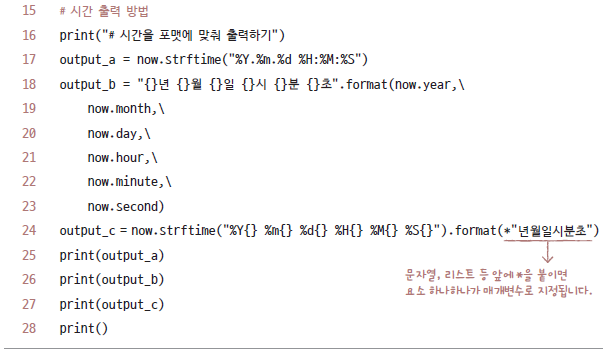 15 # 시간 출력 방법
16 print("# 시간을 포맷에 맞춰 출력하기")
17 output_a = now.strftime("%Y.%m.%d %H:%M:%S")
18 output_b = "{}년 {}월 {}일 {}시 {}분 {}초".format(now.year,\
19     now.month,\
20     now.day,\
21     now.hour,\
22     now.minute,\
23     now.second)
24 output_c = now.strftime("%Y{} %m{} %d{} %H{} %M{} %S{}").format(*"년월일시분초")
25 print(output_a)
26 print(output_b)
27 print(output_c)
28 print()
문자열, 리스트 등 앞에 *을 붙이면
요소 하나하나가 매개변수로 지정됩니다.